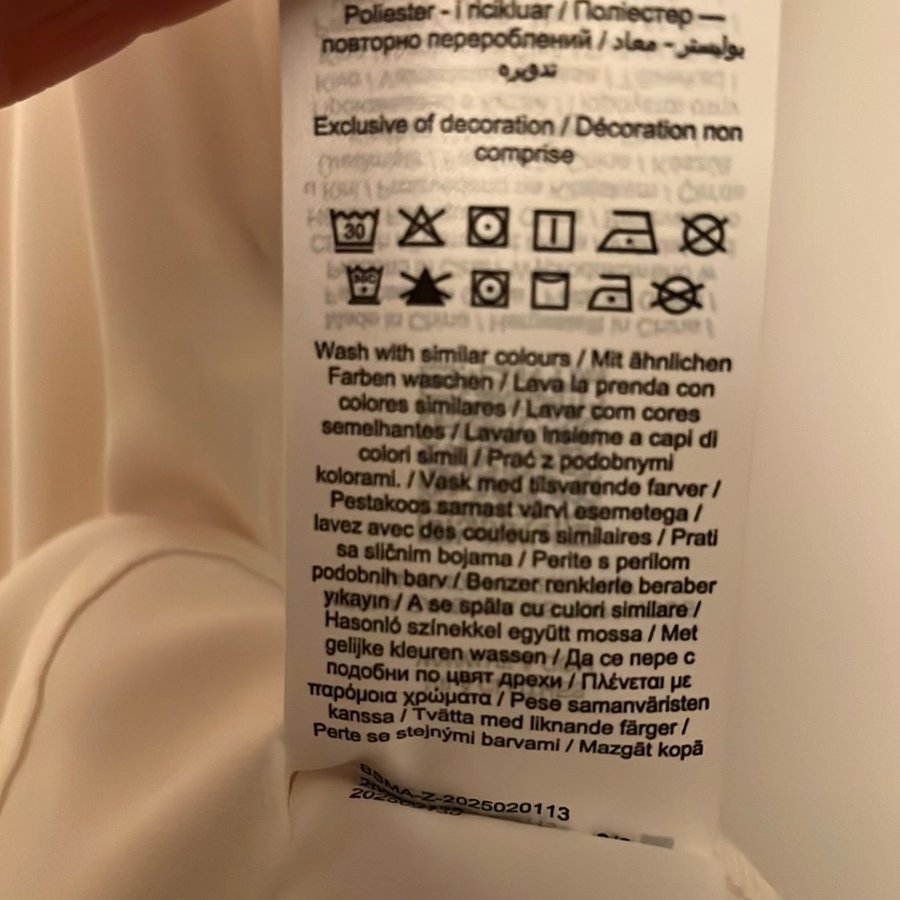 Poliester - I ricikluar / Поліестер —
повторно перероблений / بوليستر - معاد
تدويره
Exclusive of decoration / Décoration non
comprise
30
Wash with similar colours / Mit ähnlichen
Farben waschen / Lava la prenda con
colores similares / Lavar com cores
semelhantes / Lavare insieme a capi di
colori simili / Prać z podobnymi
kolorami. / Vask med tilsvarende farver /
Pestakoos samast värvi esemetega /
lavez avec des couleurs similaires / Prati
sa sličnim bojama / Perite s perilom
podobnih barv / Benzer renklerle beraber
yıkayın / A se spăla cu culori similare /
Hasonló színekkel együtt mossa / Met
gelijke kleuren wassen / Да се пере с
подобни по цвят дрехи / Πλένεται με
παρόμοια χρώματα / Pese samanväristen
kanssa / Tvätta med liknande färger /
Perte se stejnými barvami / Mazgāt kopā
BSMA-Z-2025020113